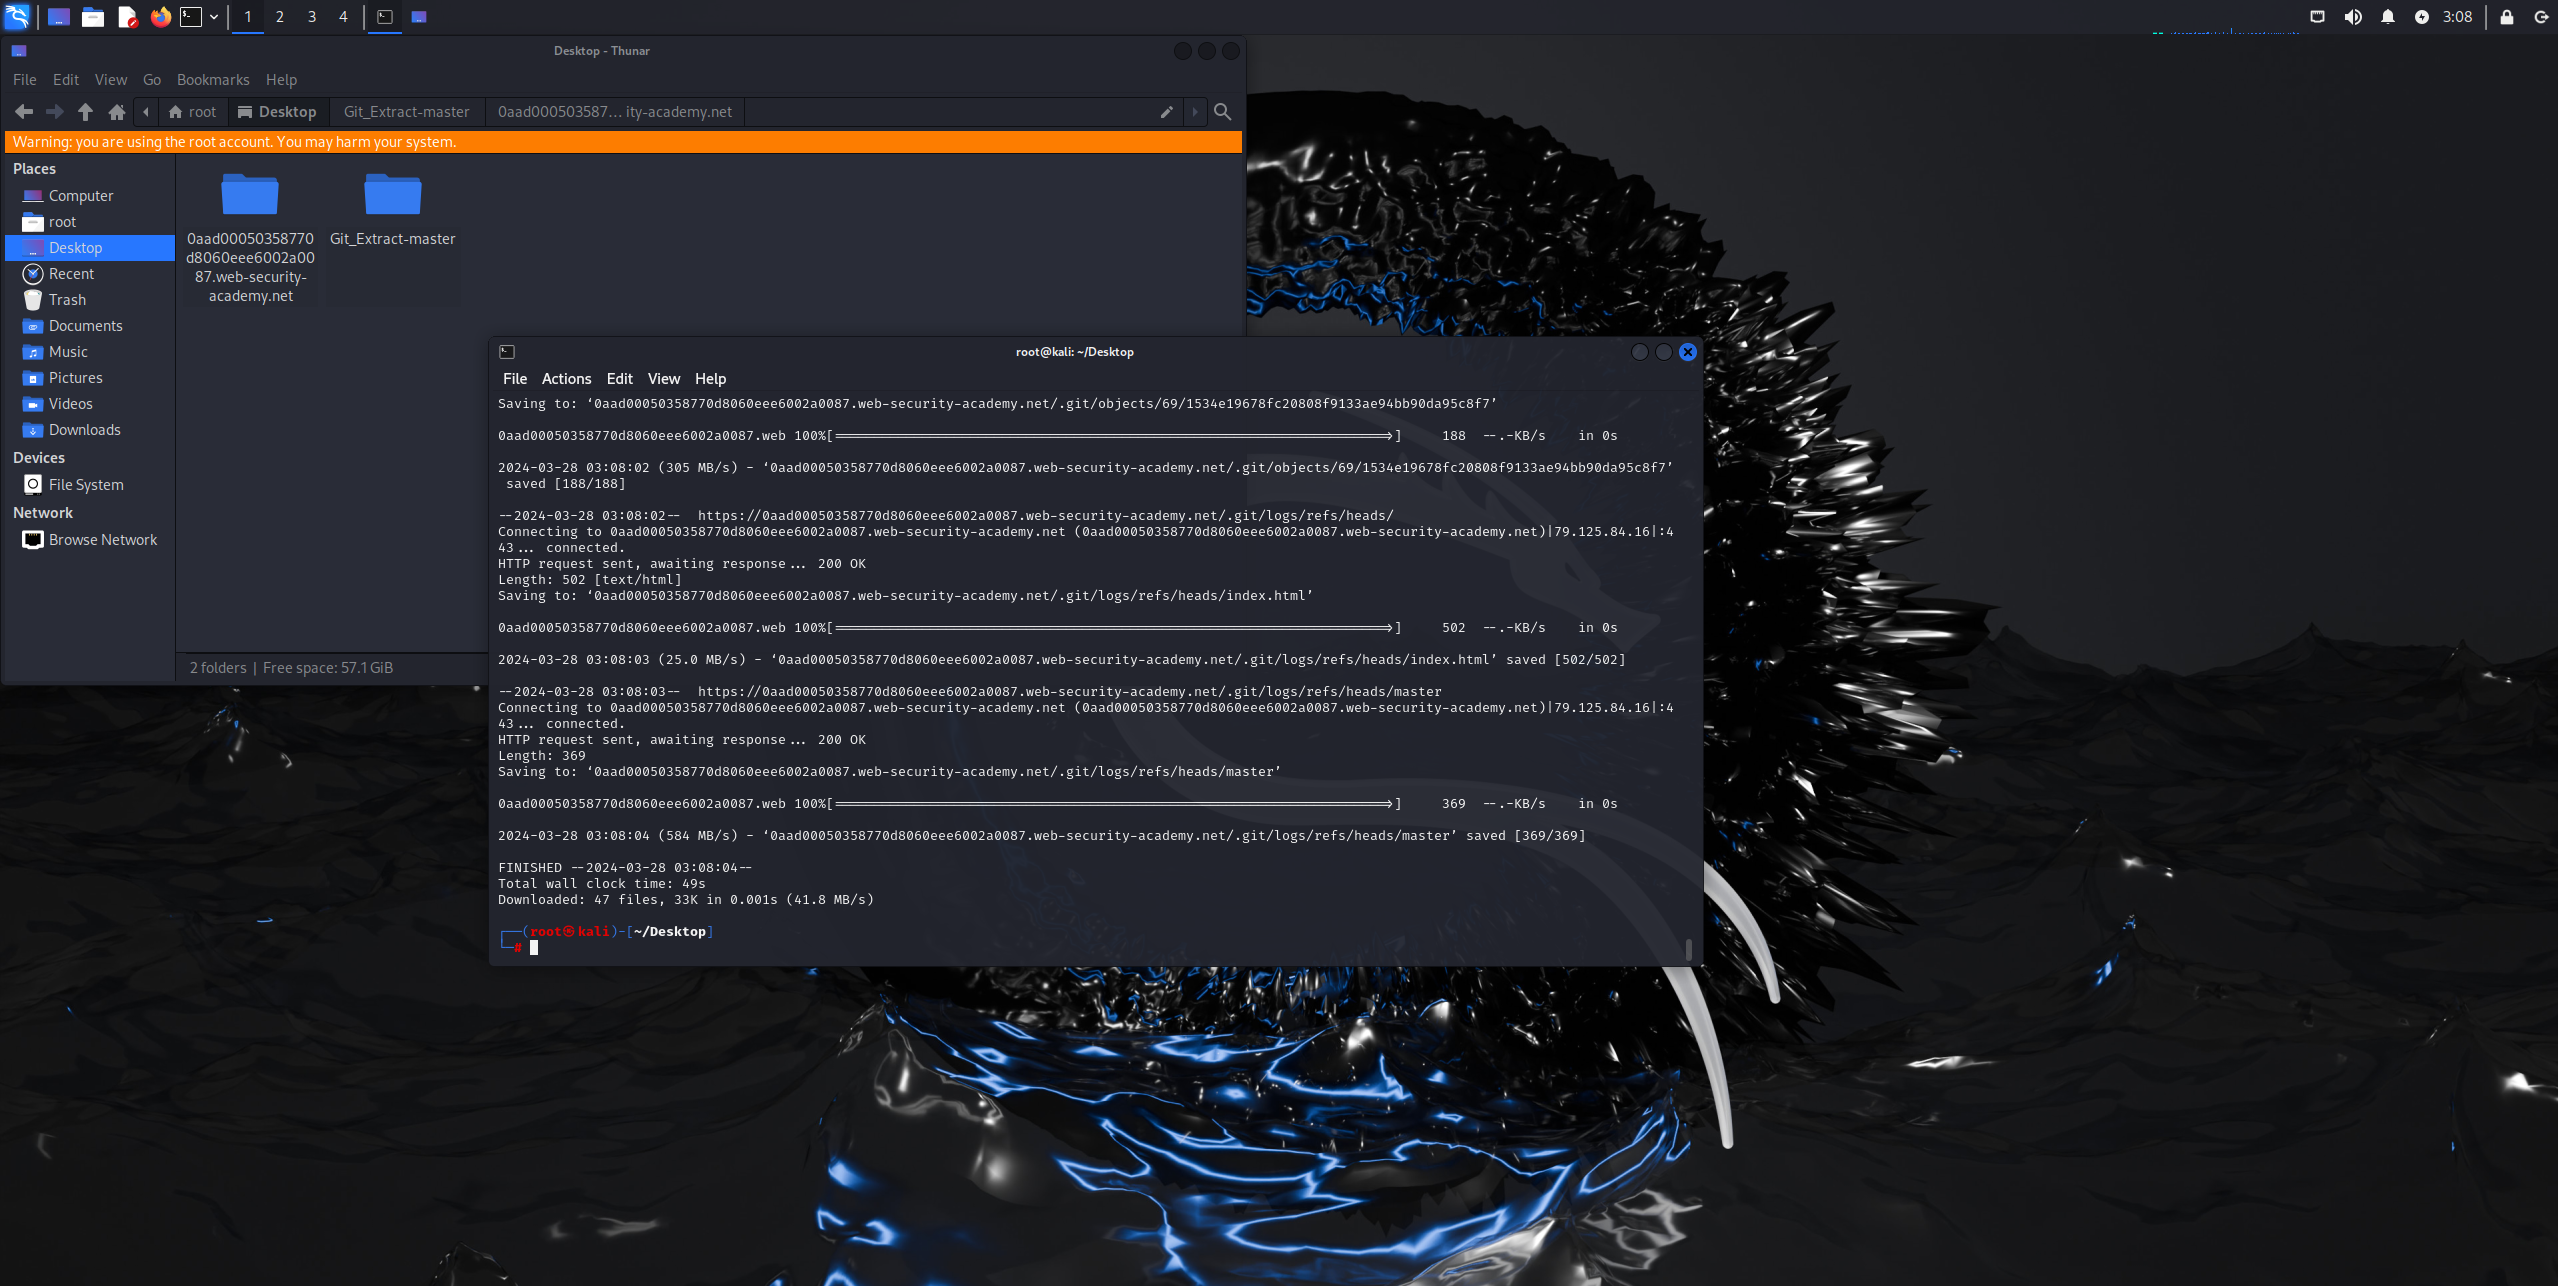 1 2 3 4
3:08
Desktop - Thunar
File Edit View Go Bookmarks Help
root Desktop Git_Extract-master 0aad000503587... ity-academy.net
Warning: you are using the root account. You may harm your system.
Places
Computer
root
Desktop
Recent
Trash
Documents
Music
Pictures
Videos
Downloads
Devices
File System
Network
Browse Network
0aad00050358770
d8060eee6002a00
87.web-security-
academy.net
Git_Extract-master
2 folders | Free space: 57.1 GiB
root@kali: ~/Desktop
File Actions Edit View Help
Saving to: ‘0aad00050358770d8060eee6002a0087.web-security-academy.net/.git/objects/69/1534e19678fc20808f9133ae94bb90da95c8f7’
0aad00050358770d8060eee6002a0087.web 100%[===================================================================>] 188 --.-KB/s in 0s
2024-03-28 03:08:02 (305 MB/s) - ‘0aad00050358770d8060eee6002a0087.web-security-academy.net/.git/objects/69/1534e19678fc20808f9133ae94bb90da95c8f7’
saved [188/188]
--2024-03-28 03:08:02-- https://0aad00050358770d8060eee6002a0087.web-security-academy.net/.git/logs/refs/heads/
Connecting to 0aad00050358770d8060eee6002a0087.web-security-academy.net (0aad00050358770d8060eee6002a0087.web-security-academy.net)|79.125.84.16|:4
43... connected.
HTTP request sent, awaiting response... 200 OK
Length: 502 [text/html]
Saving to: ‘0aad00050358770d8060eee6002a0087.web-security-academy.net/.git/logs/refs/heads/index.html’
0aad00050358770d8060eee6002a0087.web 100%[===================================================================>] 502 --.-KB/s in 0s
2024-03-28 03:08:03 (25.0 MB/s) - ‘0aad00050358770d8060eee6002a0087.web-security-academy.net/.git/logs/refs/heads/index.html’ saved [502/502]
--2024-03-28 03:08:03-- https://0aad00050358770d8060eee6002a0087.web-security-academy.net/.git/logs/refs/heads/master
Connecting to 0aad00050358770d8060eee6002a0087.web-security-academy.net (0aad00050358770d8060eee6002a0087.web-security-academy.net)|79.125.84.16|:4
43... connected.
HTTP request sent, awaiting response... 200 OK
Length: 369
Saving to: ‘0aad00050358770d8060eee6002a0087.web-security-academy.net/.git/logs/refs/heads/master’
0aad00050358770d8060eee6002a0087.web 100%[===================================================================>] 369 --.-KB/s in 0s
2024-03-28 03:08:04 (584 MB/s) - ‘0aad00050358770d8060eee6002a0087.web-security-academy.net/.git/logs/refs/heads/master’ saved [369/369]
FINISHED --2024-03-28 03:08:04--
Total wall clock time: 49s
Downloaded: 47 files, 33K in 0.001s (41.8 MB/s)
┌──(root㉿kali)-[~/Desktop]
└─#